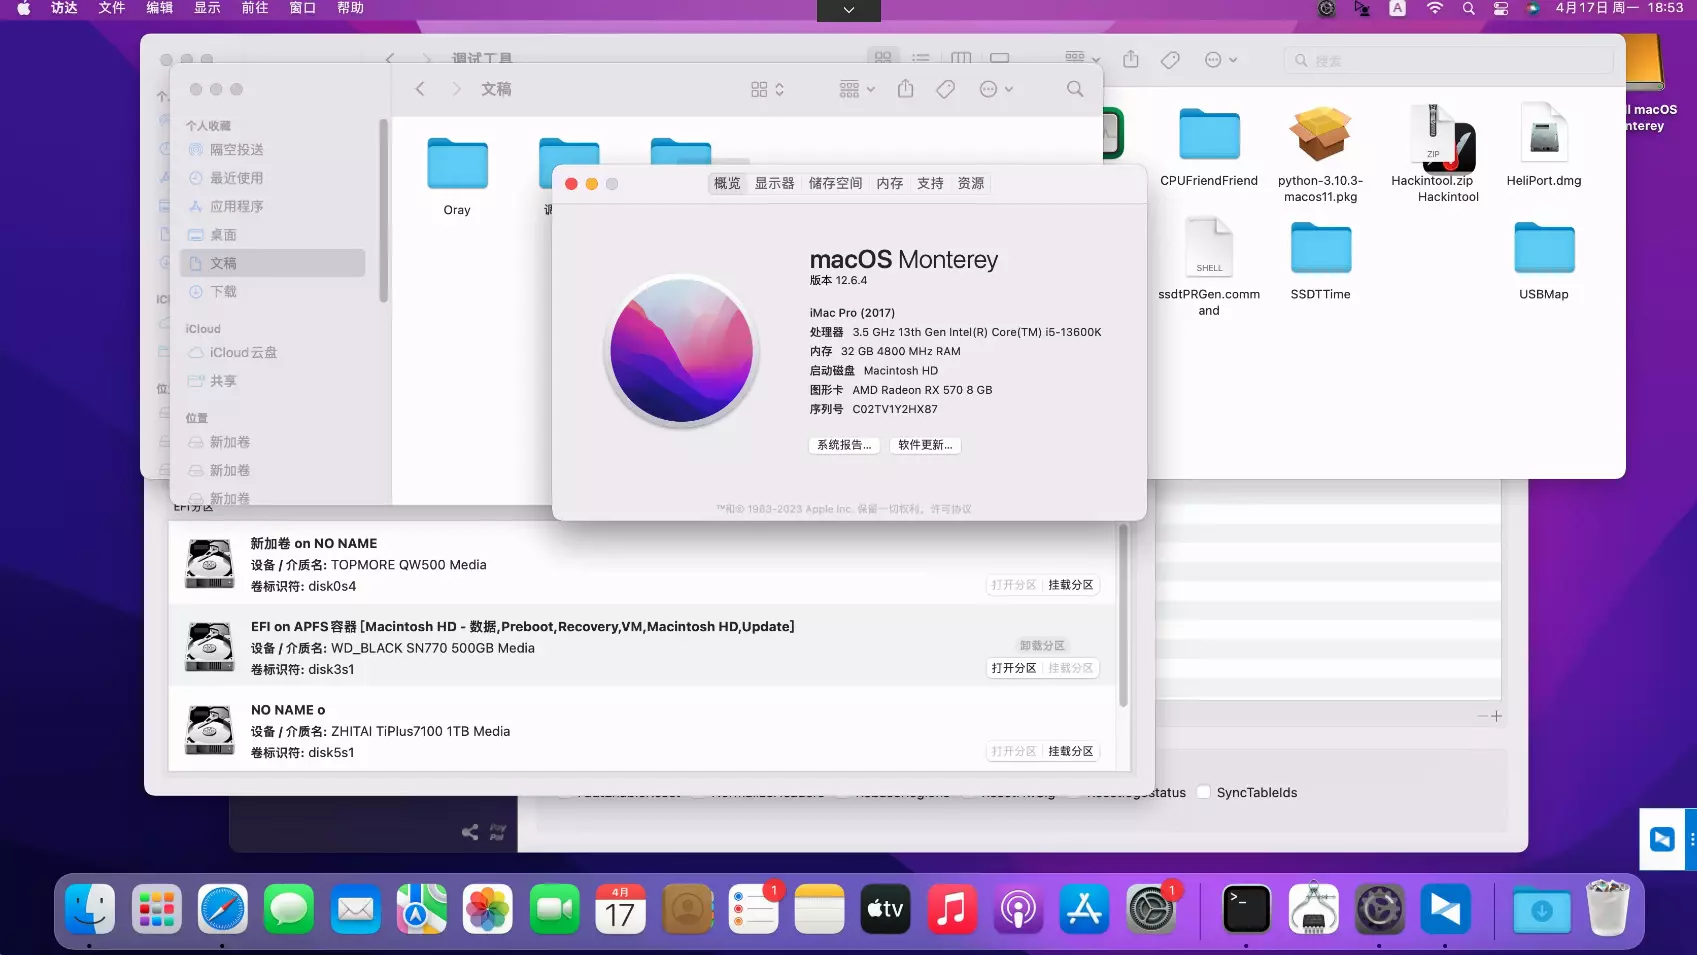 访达 文件 编辑 显示 前往 窗口 帮助
A
4月17日 周一 18:53
调试工具
搜索
文稿
个人收藏
隔空投送
最近使用
应用程序
桌面
文稿
下载
iCloud
iCloud云盘
共享
位置
新加卷
新加卷
新加卷
Oray
概览 显示器 储存空间 内存 支持 资源
macOS Monterey
版本 12.6.4
iMac Pro (2017)
处理器 3.5 GHz 13th Gen Intel(R) Core(TM) i5-13600K
内存 32 GB 4800 MHz RAM
启动磁盘 Macintosh HD
图形卡 AMD Radeon RX 570 8 GB
序列号 C02TV1Y2HX87
系统报告... 软件更新...
™和© 1983-2023 Apple Inc. 保留一切权利。许可协议
CPUFriendFriend
python-3.10.3-
macos11.pkg
ZIP
Hackintool.zip
Hackintool
HeliPort.dmg
SHELL
ssdtPRGen.comm
and
SSDTTime
USBMap
macOS
nterey
EFI分区
新加卷 on NO NAME
设备 / 介质名: TOPMORE QW500 Media
卷标识符: disk0s4
打开分区 挂载分区
EFI on APFS容器 [Macintosh HD - 数据,Preboot,Recovery,VM,Macintosh HD,Update]
设备 / 介质名: WD_BLACK SN770 500GB Media
卷标识符: disk3s1
卸载分区
打开分区 挂载分区
NO NAME o
设备 / 介质名: ZHITAI TiPlus7100 1TB Media
卷标识符: disk5s1
打开分区 挂载分区
SyncTableIds
Pay
Pal
4月
17
1
tv
1